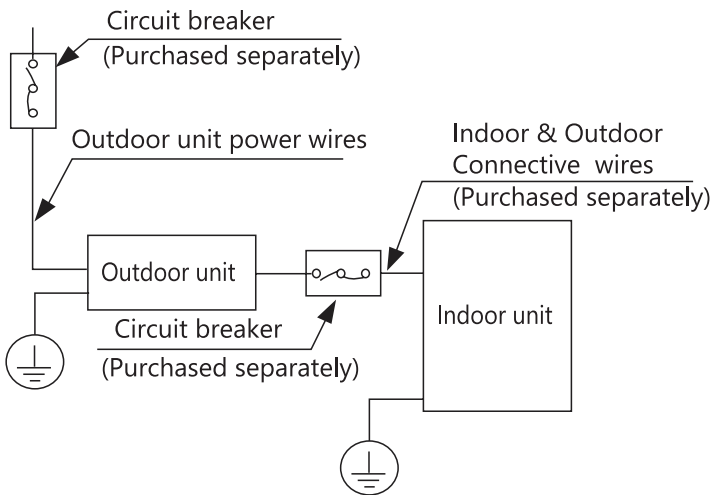 Circuit breaker
(Purchased separately)
Outdoor unit power wires
Indoor & Outdoor
Connective wires
(Purchased separately)
Outdoor unit
Indoor unit
Circuit breaker
(Purchased separately)